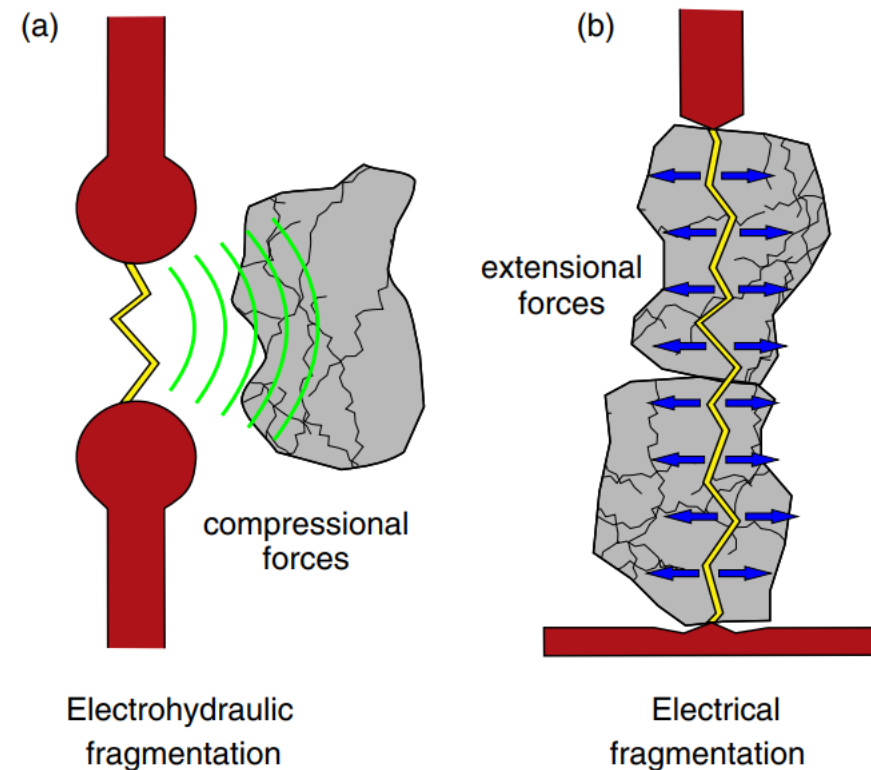 (a)
compressional
forces
Electrohydraulic
fragmentation
(b)
extensional
forces
Electrical
fragmentation